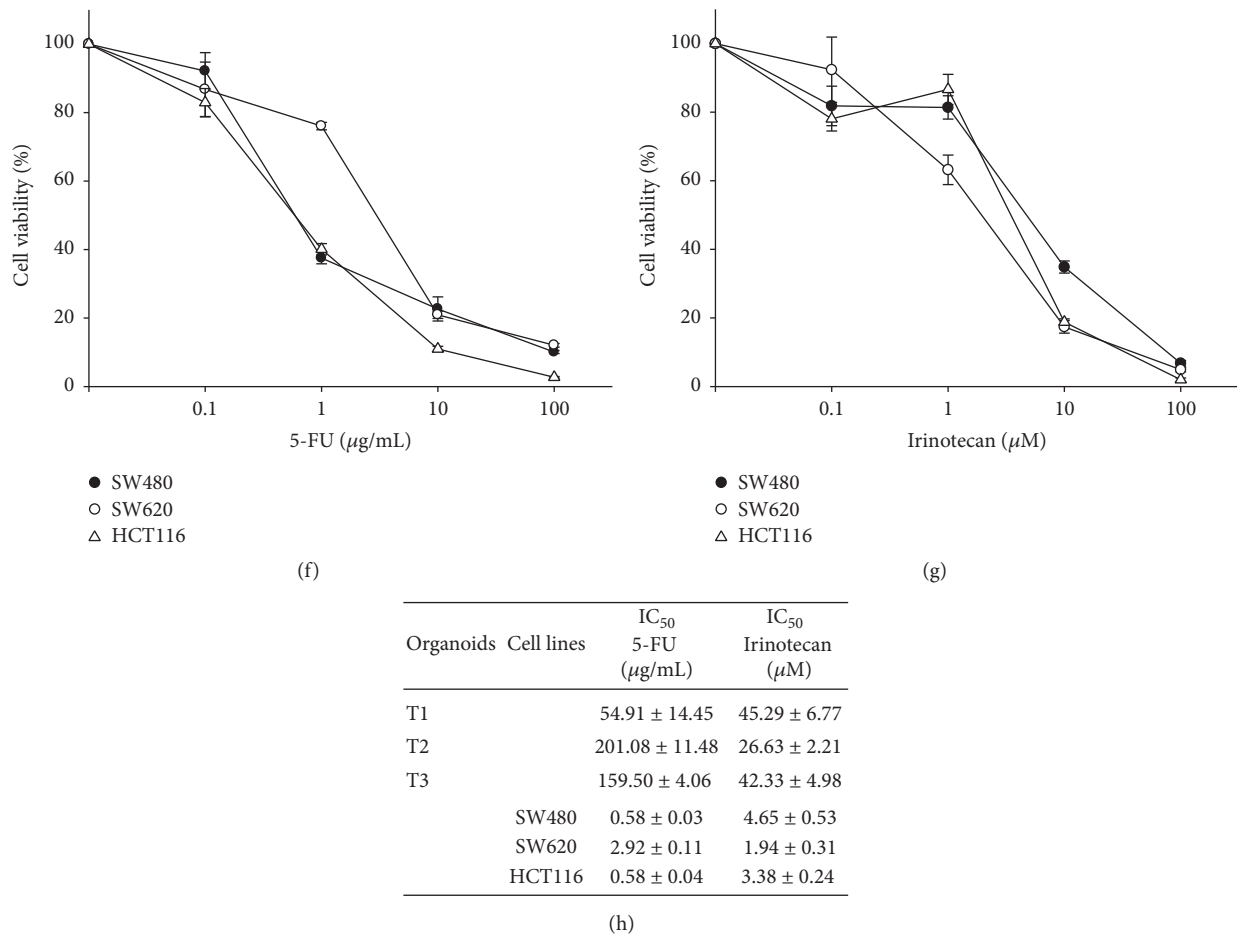 100
80
60
40
20
0
Cell viability (%)
0.1 1 10 100
5-FU (μg/mL)
SW480
SW620
HCT116
(f)
100
80
60
40
20
0
Cell viability (%)
0.1 1 10 100
Irinotecan (μM)
SW480
SW620
HCT116
(g)
Organoids Cell lines IC50 5-FU (μg/mL) IC50 Irinotecan (μM)
T1 54.91 ± 14.45 45.29 ± 6.77
T2 201.08 ± 11.48 26.63 ± 2.21
T3 159.50 ± 4.06 42.33 ± 4.98
SW480 0.58 ± 0.03 4.65 ± 0.53
SW620 2.92 ± 0.11 1.94 ± 0.31
HCT116 0.58 ± 0.04 3.38 ± 0.24
(h)